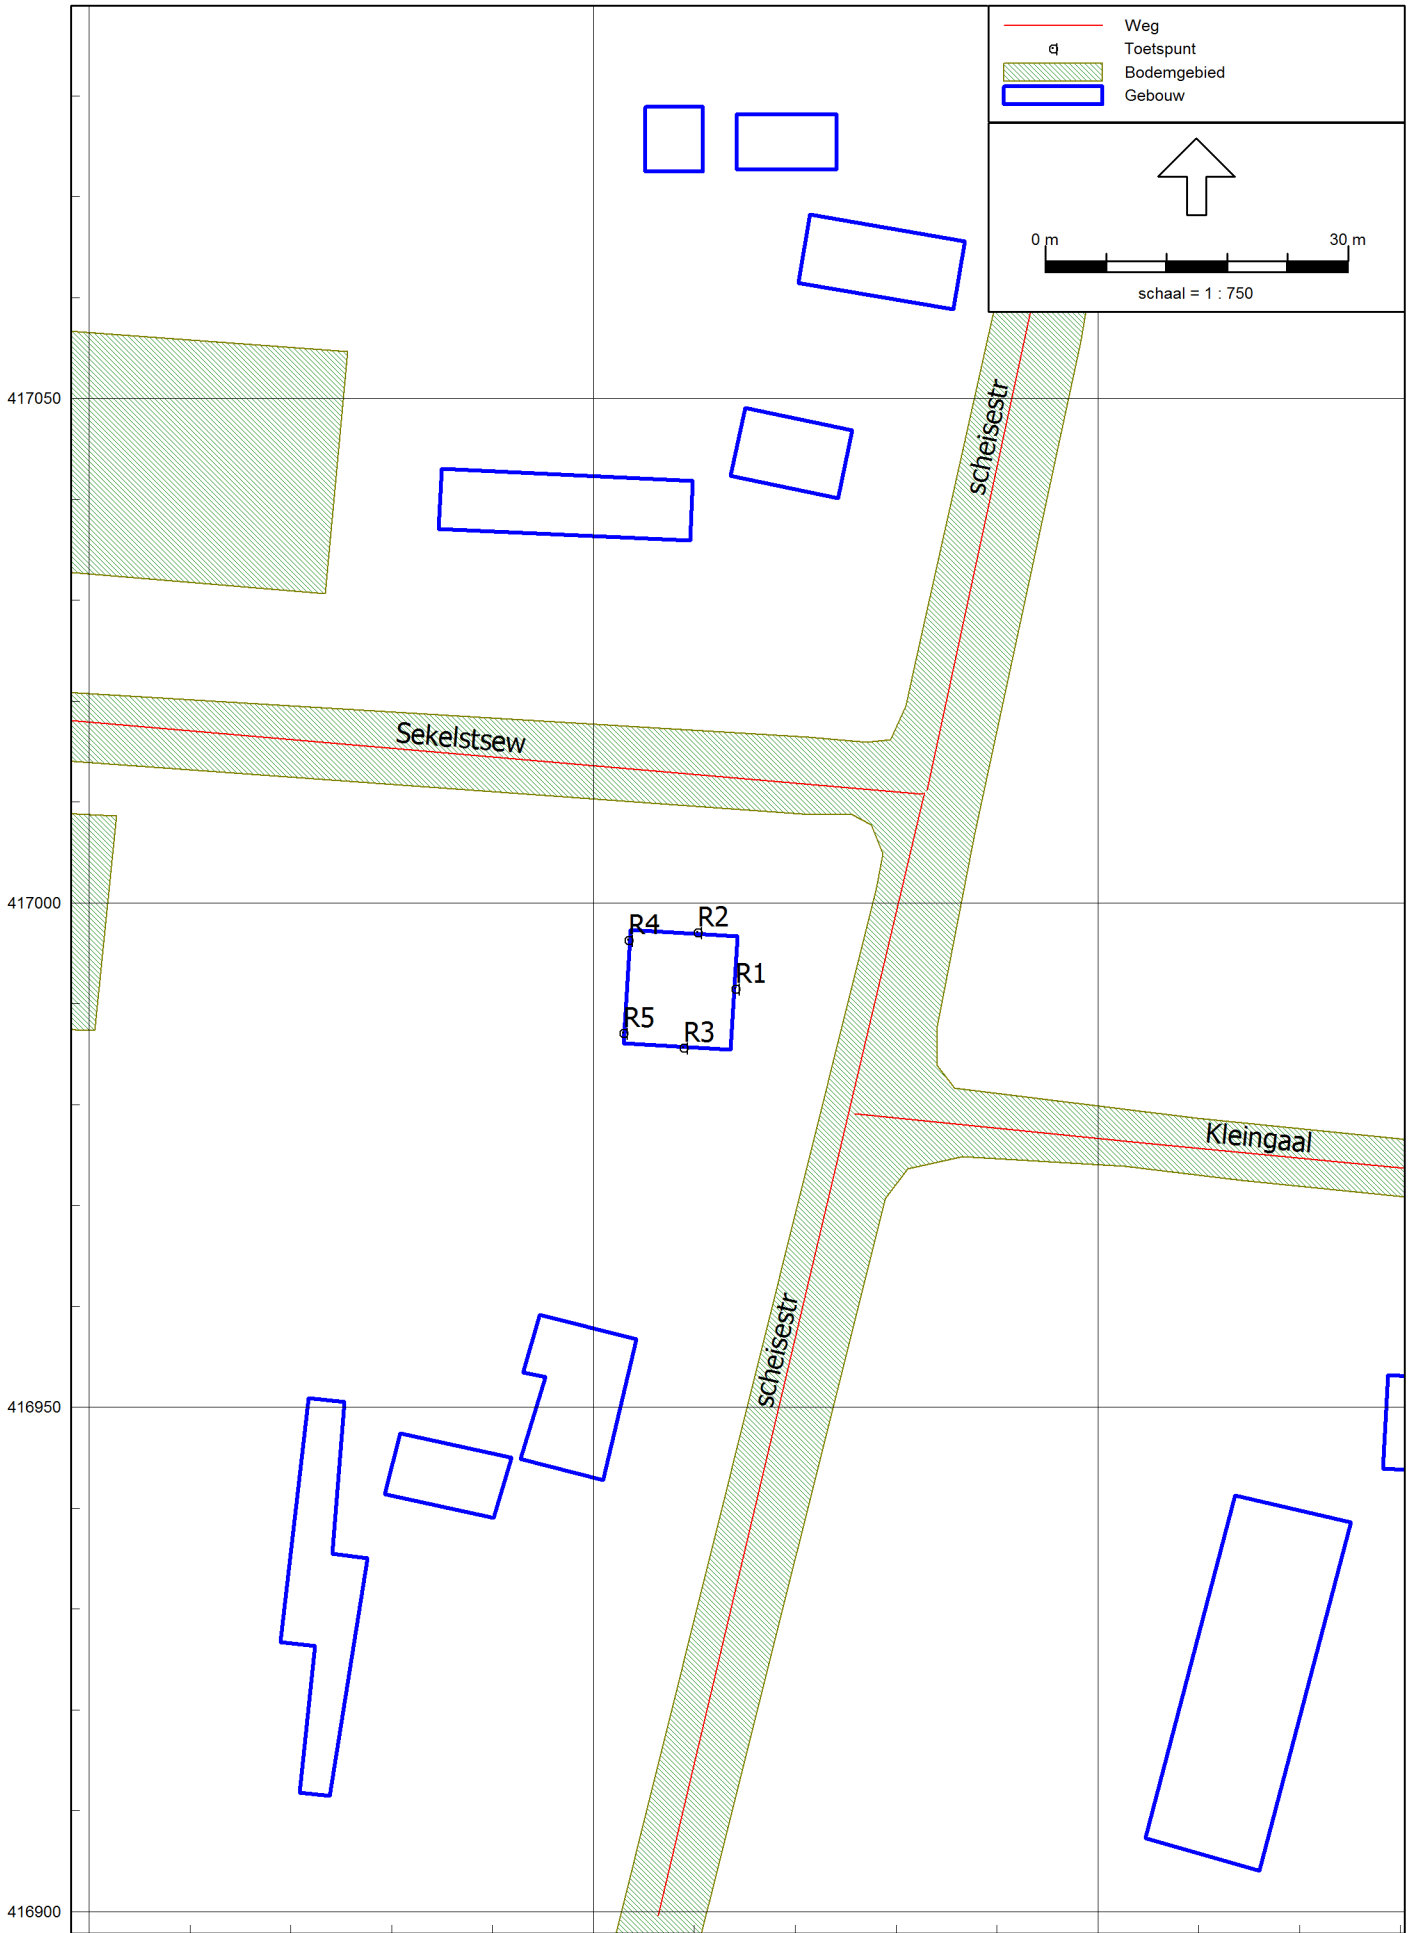 Weg
Toetspunt
Bodemgebied
Gebouw
0 m 30 m
schaal = 1 : 750
417050
scheisestr
Sekelstsew
417000
R4 R2
R1
R5 R3
Kleingaal
scheisestr
416950
416900